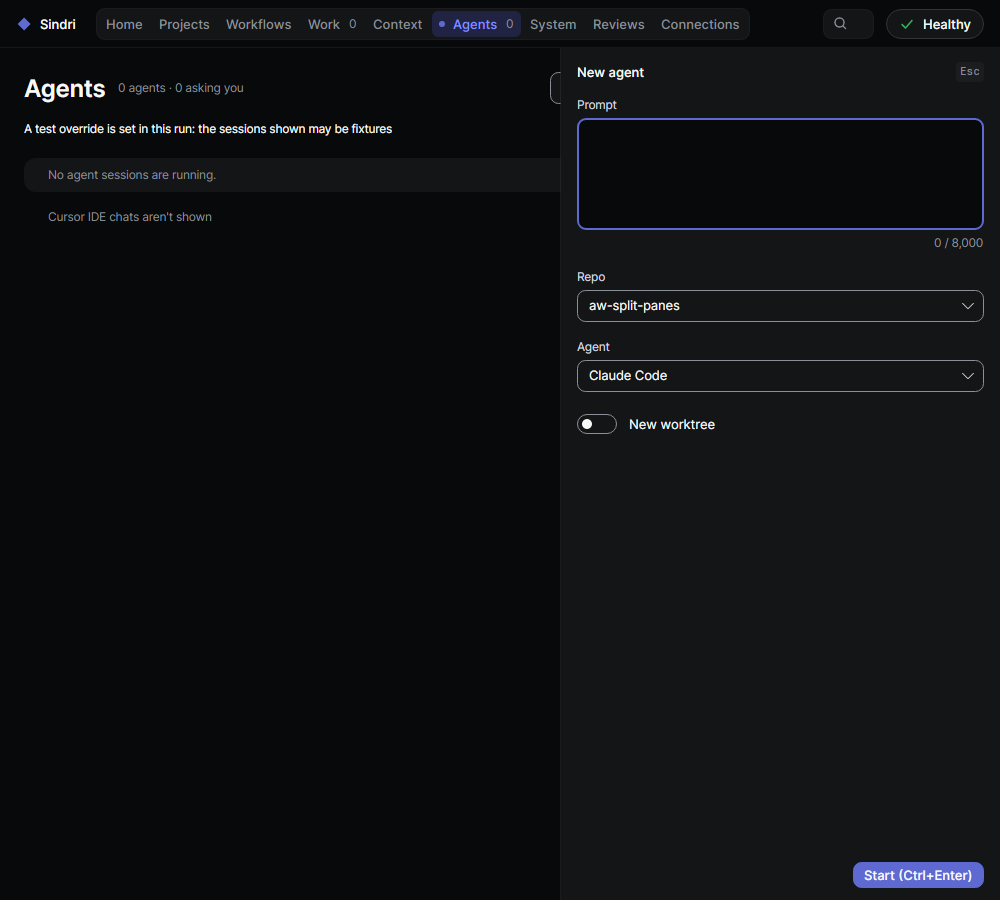 Sindri
Home Projects Workflows Work 0 Context Agents 0 System Reviews Connections
Healthy
Agents
0 agents · 0 asking you
A test override is set in this run: the sessions shown may be fixtures
No agent sessions are running.
Cursor IDE chats aren't shown
New agent
Esc
Prompt
0 / 8,000
Repo
aw-split-panes
Agent
Claude Code
New worktree
Start (Ctrl+Enter)